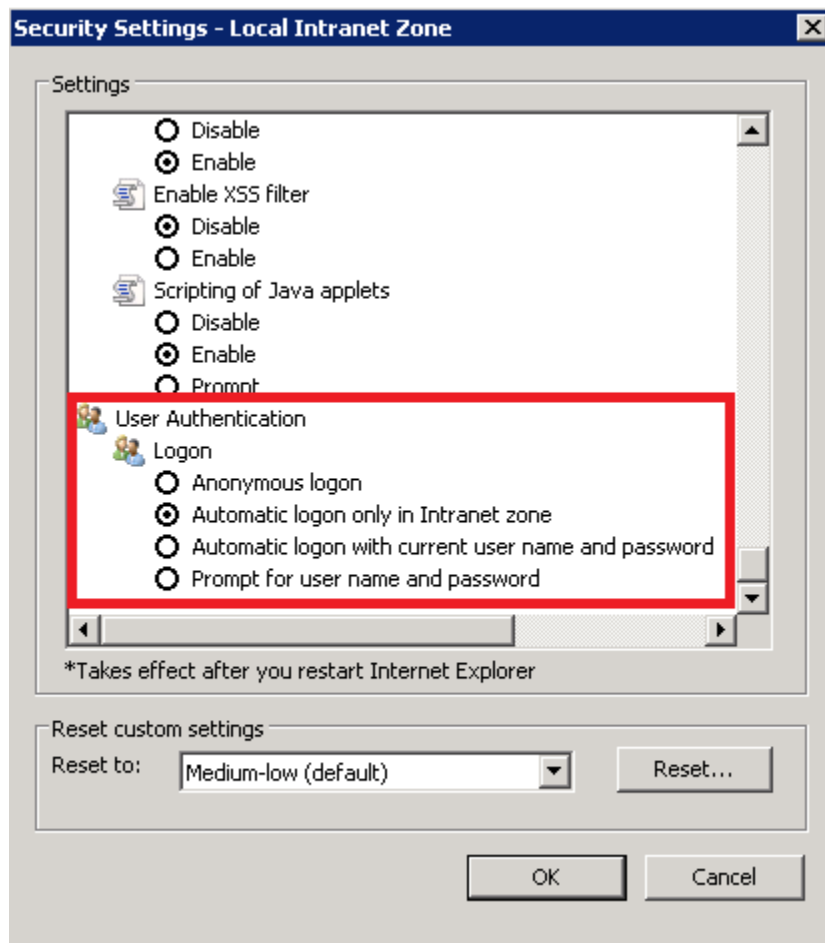 Security Settings - Local Intranet Zone
Settings
Disable
Enable
Enable XSS filter
Disable
Enable
Scripting of Java applets
Disable
Enable
Prompt
User Authentication
Logon
Anonymous logon
Automatic logon only in Intranet zone
Automatic logon with current user name and password
Prompt for user name and password
*Takes effect after you restart Internet Explorer
Reset custom settings
Reset to: Medium-low (default) Reset...
OK Cancel